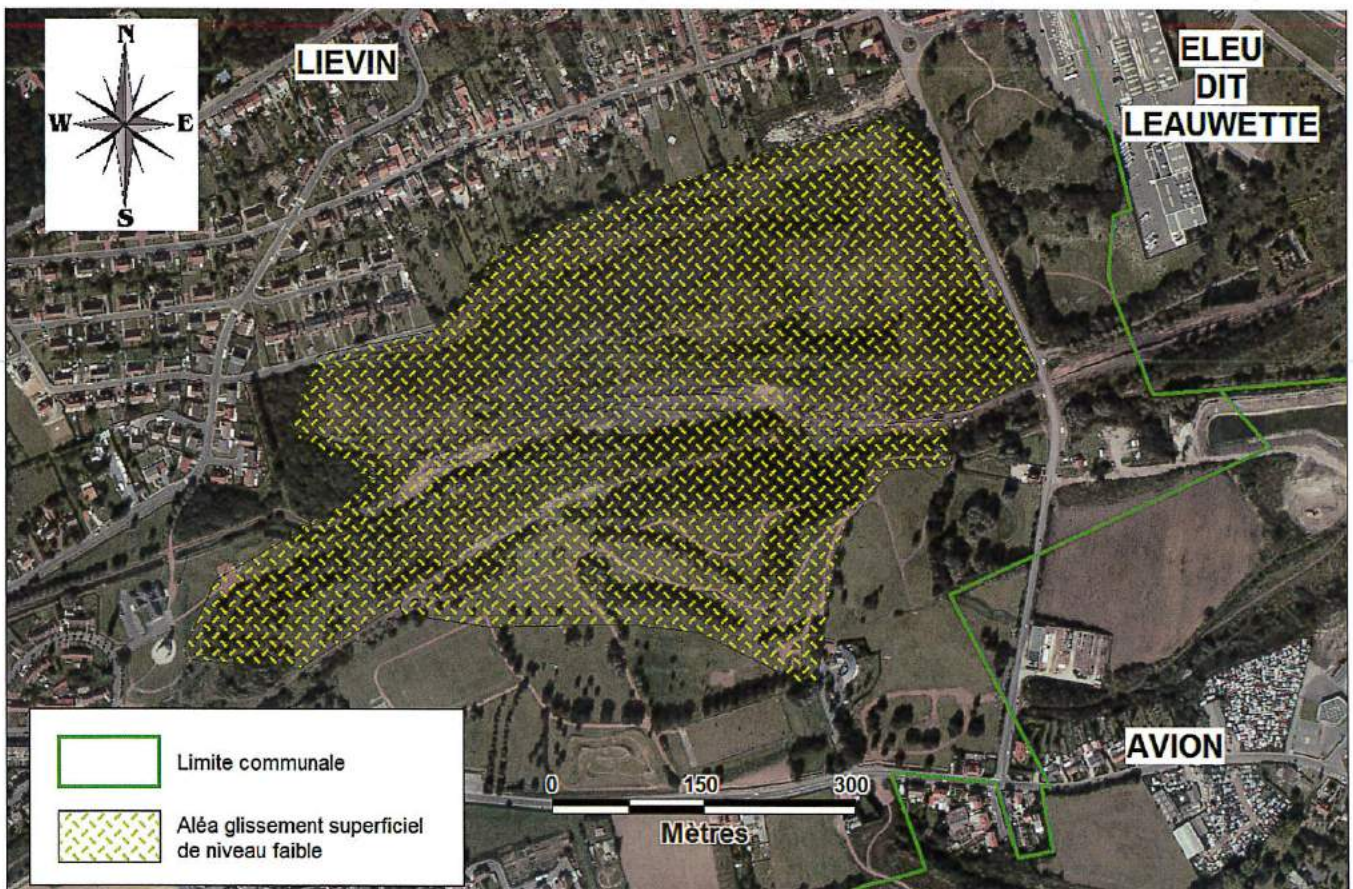 N
W
E
S
LIEVIN
ELEU
DIT
LEAUWETTE
AVION
0
150
300
Mètres
Limite communale
Aléa glissement superficiel
de niveau faible